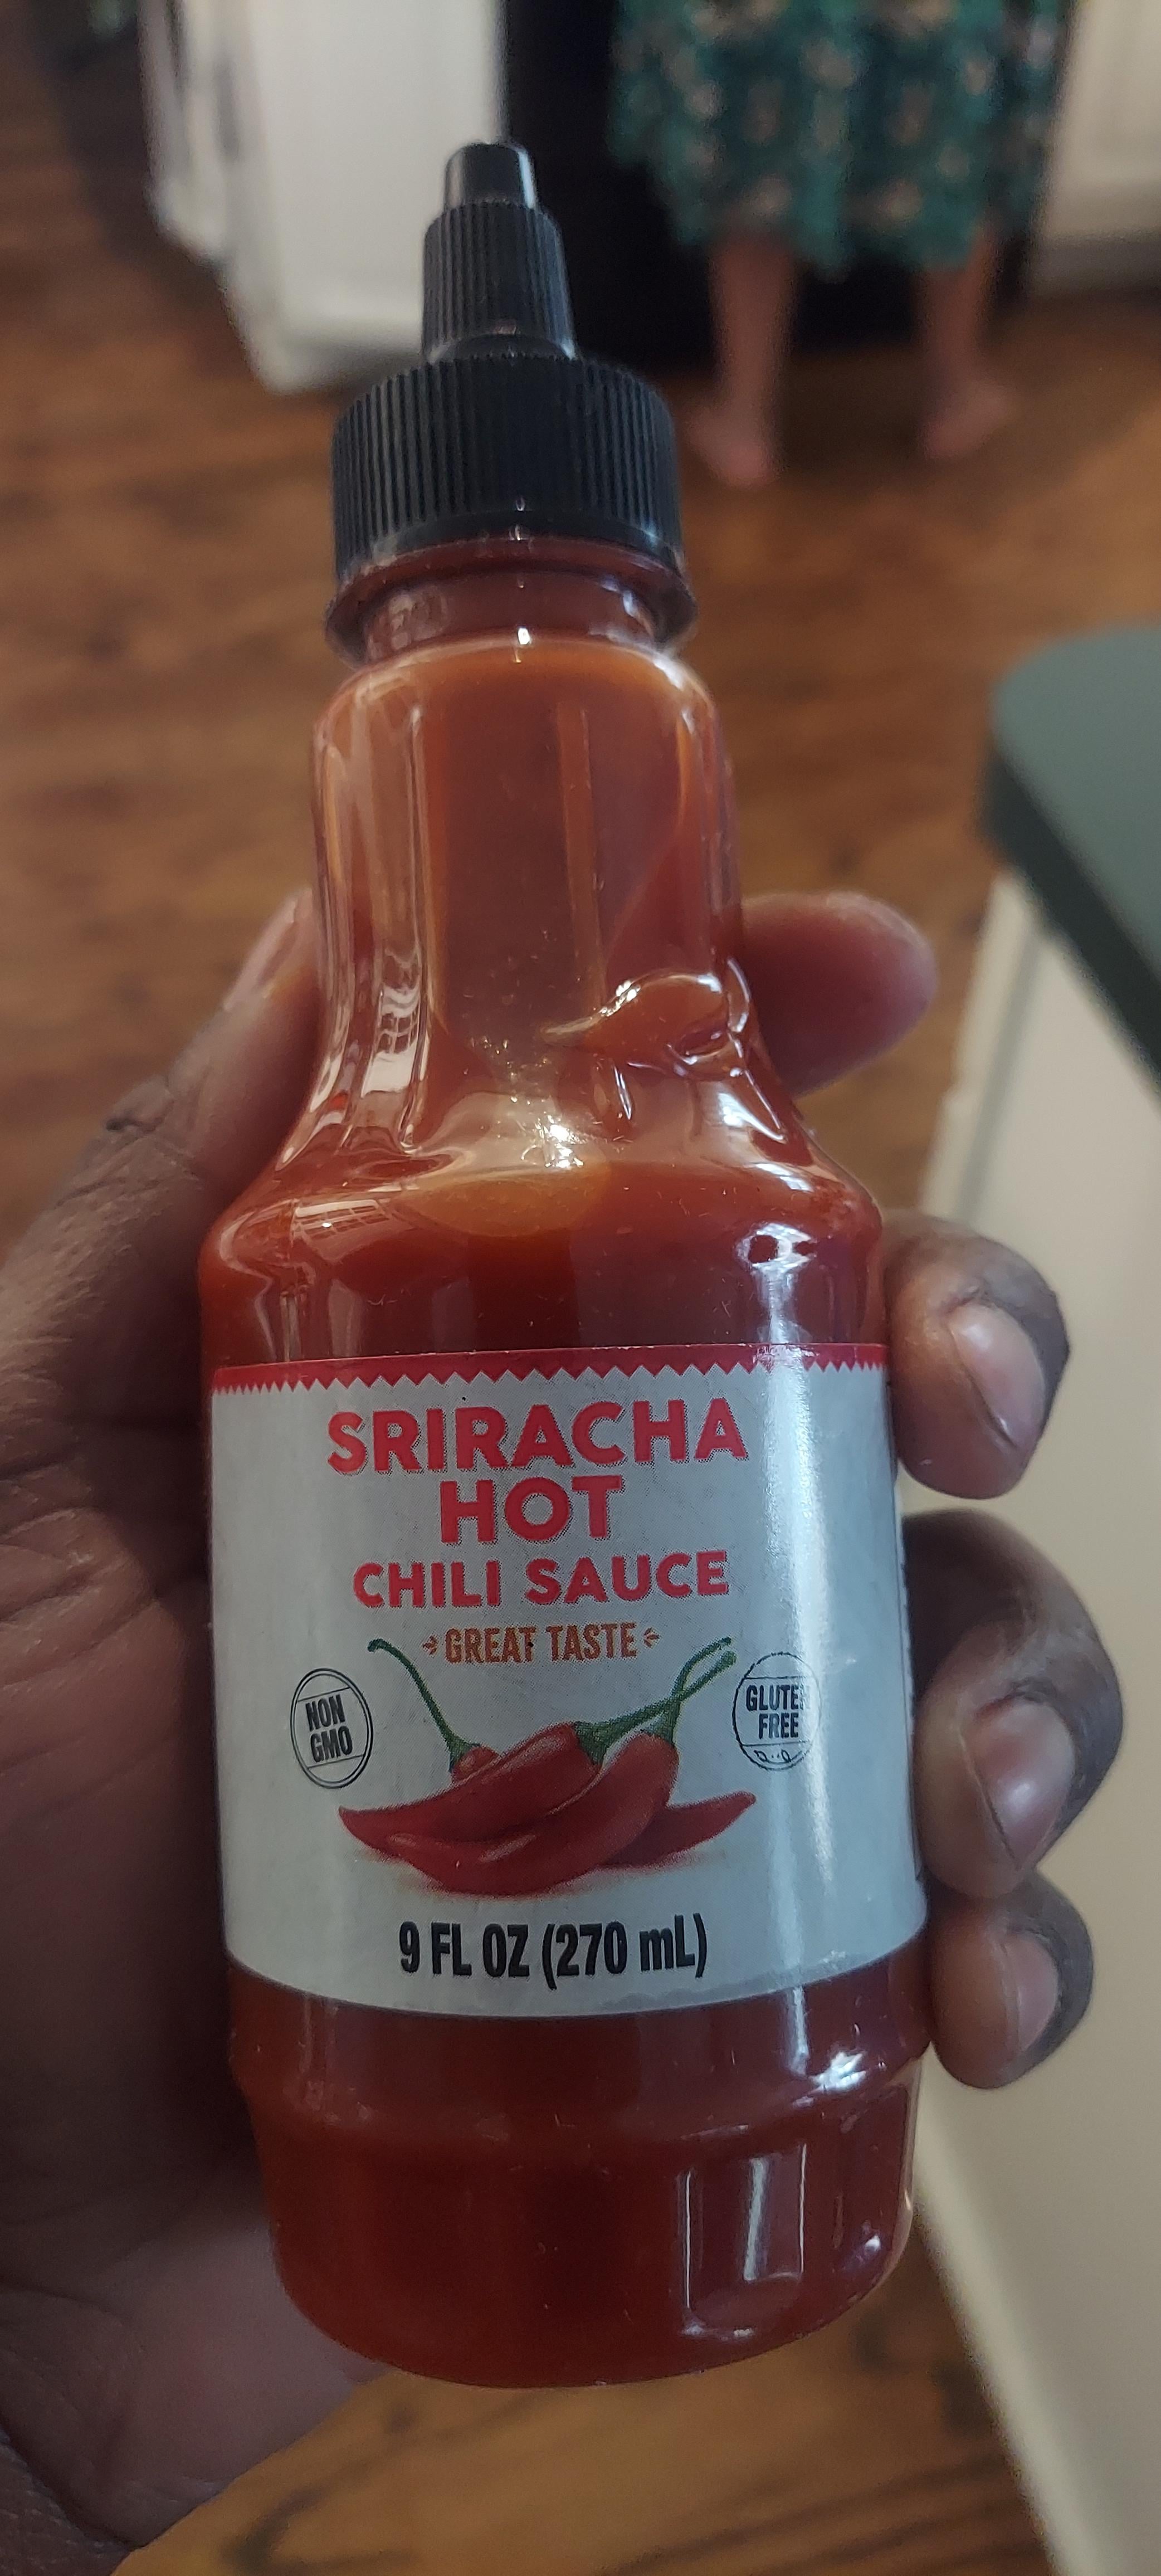 SRIRACHA
HOT
CHILI SAUCE
GREAT TASTE
NON
GMO
GLUTEN
FREE
9 FL OZ (270 mL)